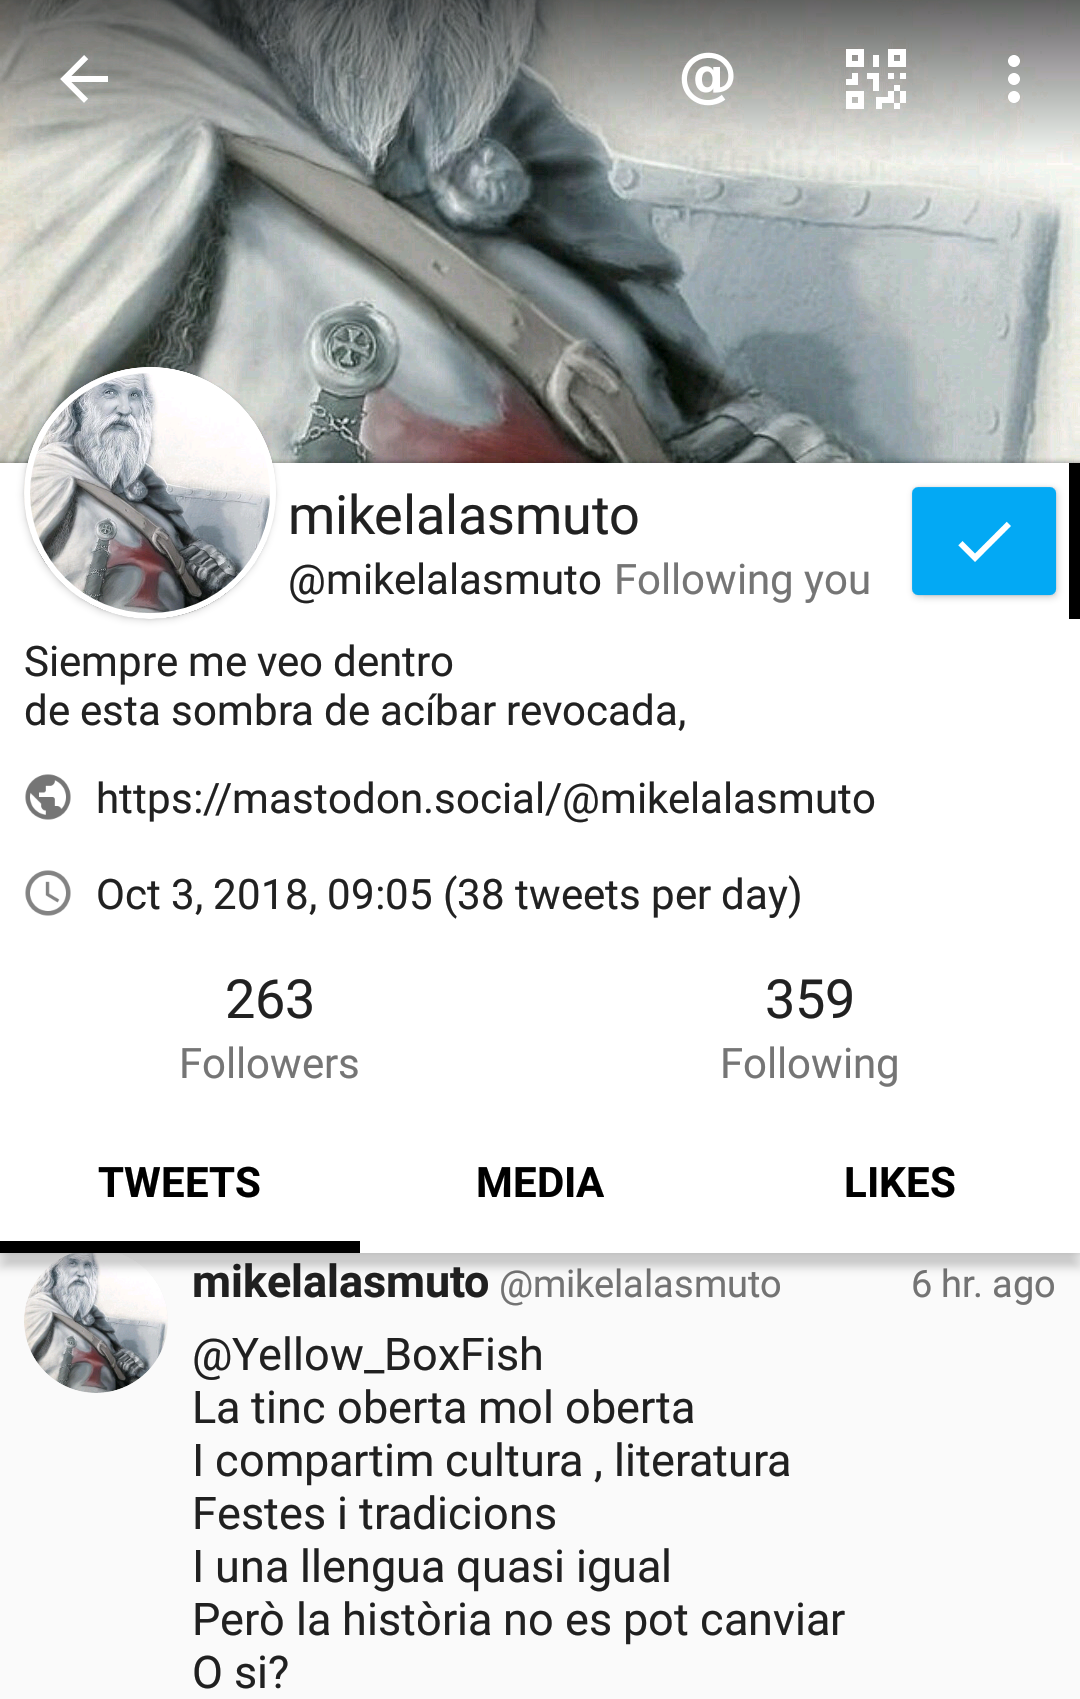 mikelalasmuto
@mikelalasmuto Following you
Siempre me veo dentro
de esta sombra de acíbar revocada,
https://mastodon.social/@mikelalasmuto
Oct 3, 2018, 09:05 (38 tweets per day)
263
Followers
359
Following
TWEETS
MEDIA
LIKES
mikelalasmuto @mikelalasmuto 6 hr. ago
@Yellow_BoxFish
La tinc oberta mol oberta
I compartim cultura , literatura
Festes i tradicions
I una llengua quasi igual
Però la història no es pot canviar
O si?